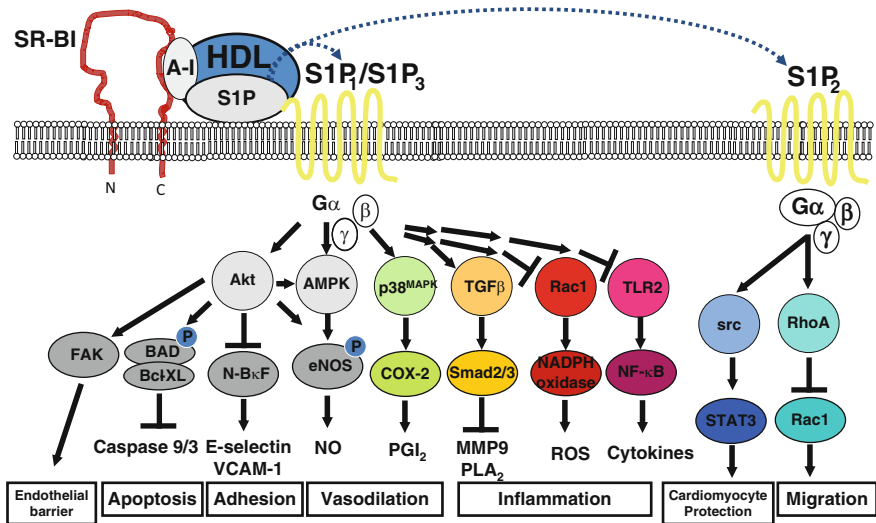 SR-BI
A-I
HDL
S1P
S1P1/S1P3
S1P2
N
C
Gα
β
γ
Gα
β
γ
Akt
AMPK
p38MAPK
TGFβ
Rac1
TLR2
src
RhoA
FAK
BAD
P
Bcl-XL
N-BκF
eNOS
P
COX-2
Smad2/3
NADPH
oxidase
NF-κB
STAT3
Rac1
Caspase 9/3
E-selectin
VCAM-1
NO
PGI2
MMP9
PLA2
ROS
Cytokines
Endothelial
barrier
Apoptosis
Adhesion
Vasodilation
Inflammation
Cardiomyocyte
Protection
Migration